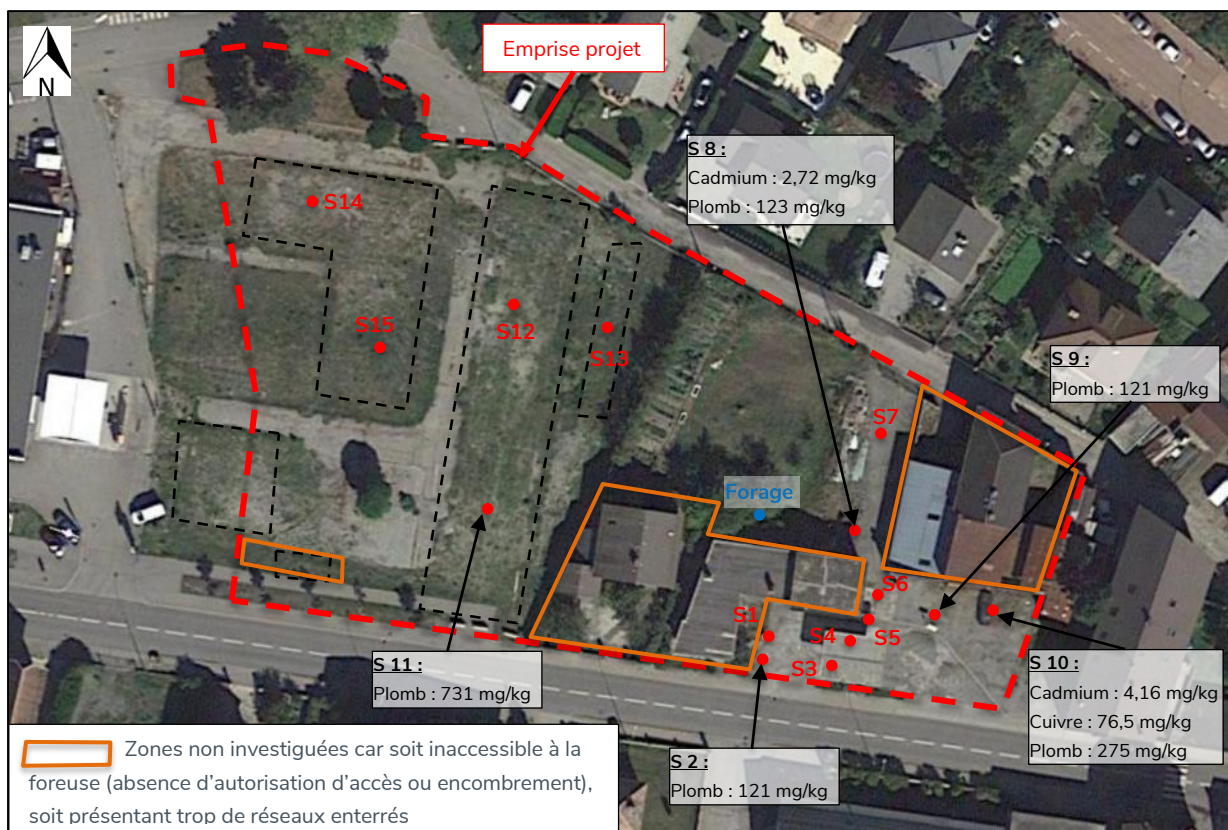 N
Emprise projet
S 8 :
Cadmium : 2,72 mg/kg
Plomb : 123 mg/kg
S14
S12
S13
S15
S 9 :
Plomb : 121 mg/kg
S7
Forage
S6
S1
S4
S5
S3
S 11 :
Plomb : 731 mg/kg
S 10 :
Cadmium : 4,16 mg/kg
Cuivre : 76,5 mg/kg
Plomb : 275 mg/kg
S 2 :
Plomb : 121 mg/kg
Zones non investiguées car soit inaccessible à la
foreuse (absence d'autorisation d'accès ou encombrement),
soit présentant trop de réseaux enterrés